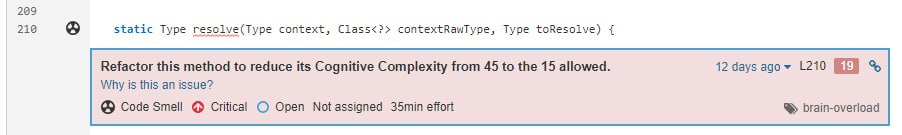 209
210 static Type resolve(Type context, Class<?> contextRawType, Type toResolve) {
Refactor this method to reduce its Cognitive Complexity from 45 to the 15 allowed. 12 days ago L210 19
Why is this an issue?
Code Smell Critical Open Not assigned 35min effort brain-overload